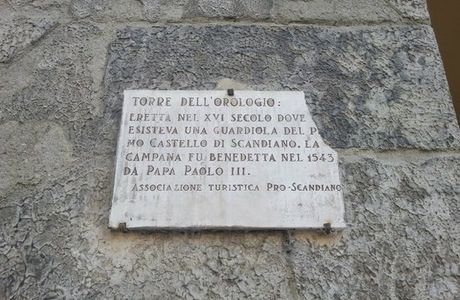 TORRE DELL'OROLOGIO:
ERETTA NEL XVI SECOLO DOVE
ESISTEVA UNA GUARDIOLA DEL P
MO CASTELLO DI SCANDIANO. LA
CAMPANA FU BENEDETTA NEL 1543
DA PAPA PAOLO III.
ASSOCIAZIONE TURISTICA PRO-SCANDIANO